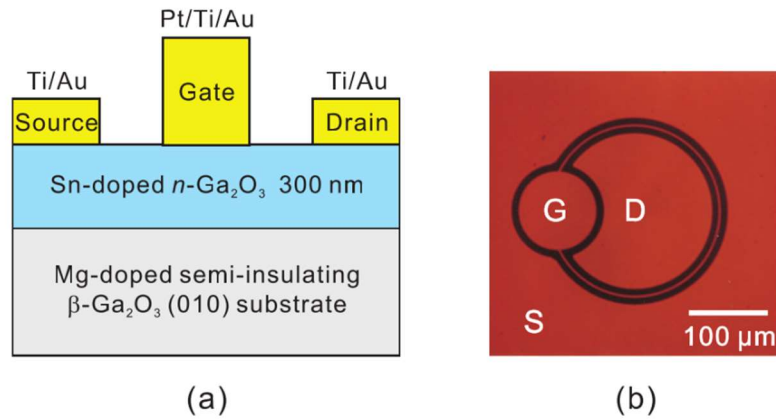 Pt/Ti/Au
Ti/Au
Gate
Ti/Au
Source
Drain
Sn-doped n-Ga₂O₃ 300 nm
Mg-doped semi-insulating
β-Ga₂O₃ (010) substrate
(a)
G
D
S
100 μm
(b)